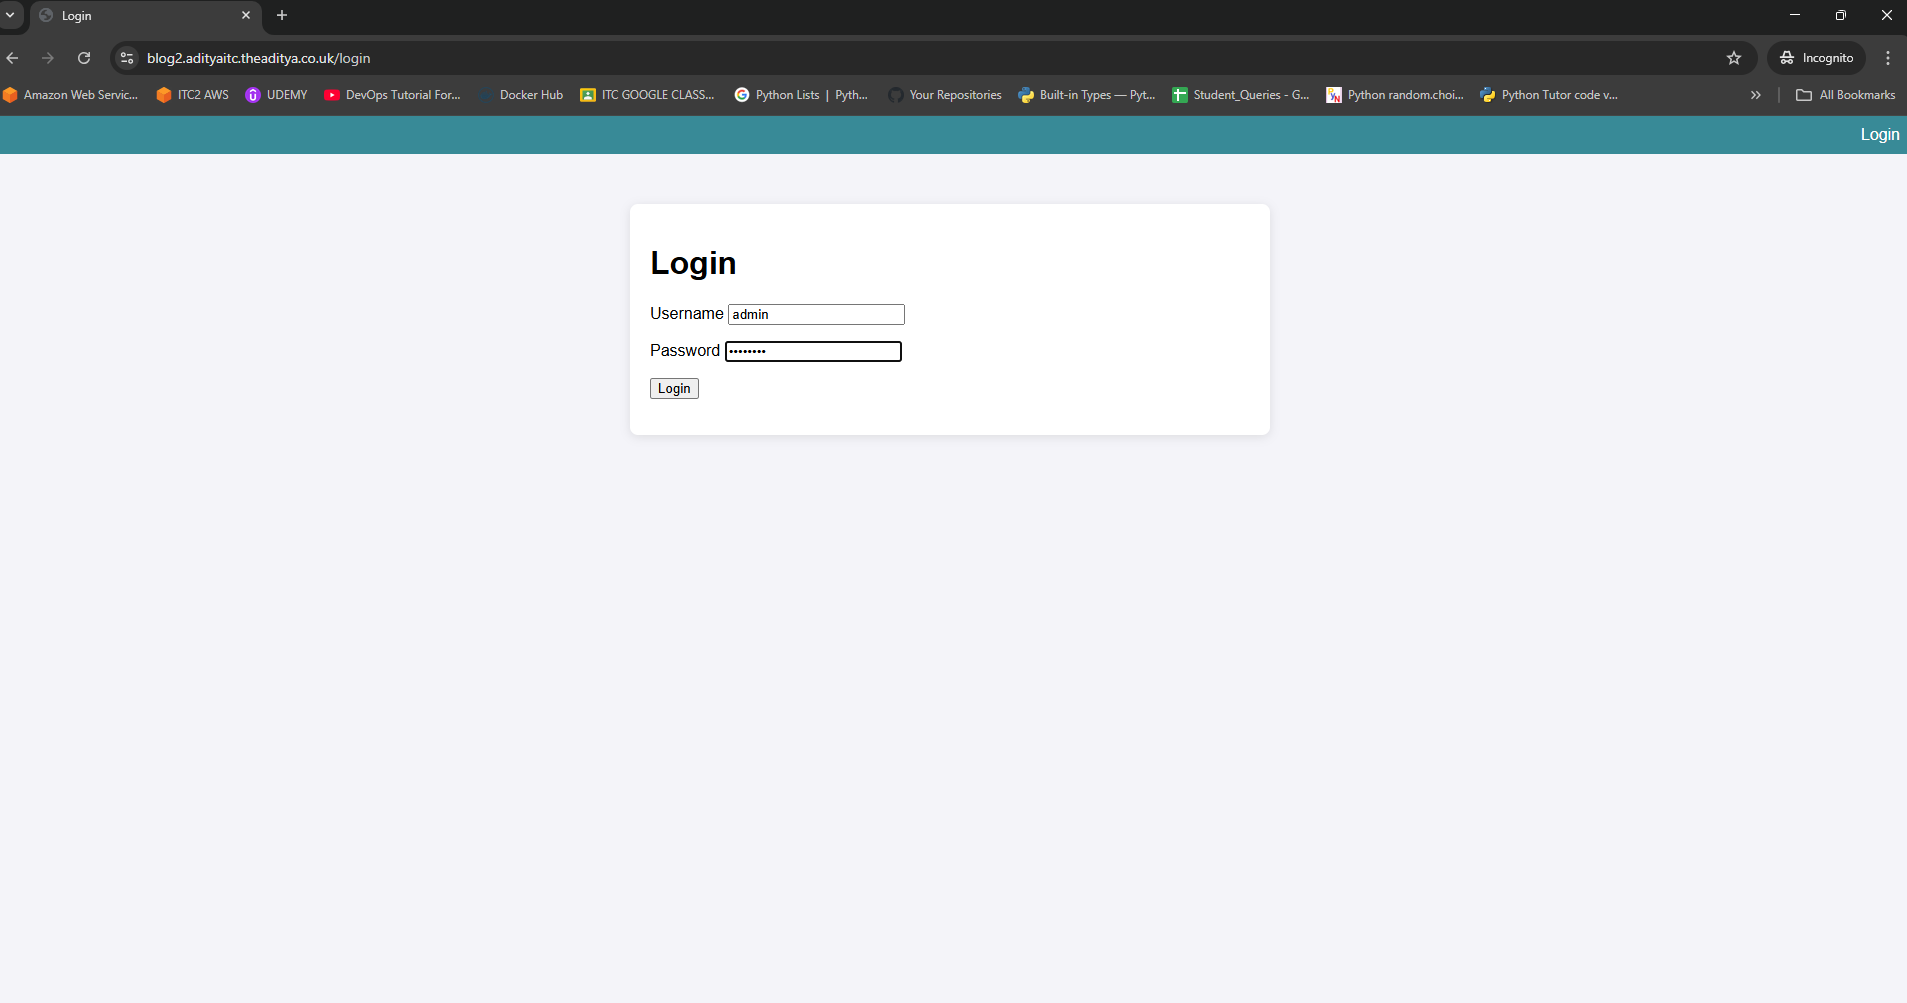 Login
blog2.adityaitc.theaditya.co.uk/login
Incognito
Amazon Web Servic... ITC2 AWS UDEMY DevOps Tutorial For... Docker Hub ITC GOOGLE CLASS... Python Lists | Pyth... Your Repositories Built-in Types — Pyt... Student_Queries - G... Python random.choi... Python Tutor code v... » All Bookmarks
Login
Login
Username admin
Password ••••••••
Login